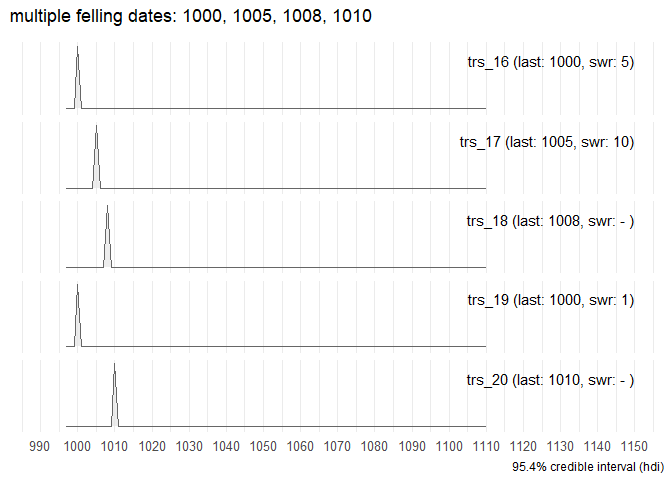 multiple felling dates: 1000, 1005, 1008, 1010
trs_16 (last: 1000, swr: 5)
trs_17 (last: 1005, swr: 10)
trs_18 (last: 1008, swr: - )
trs_19 (last: 1000, swr: 1)
trs_20 (last: 1010, swr: - )
990 1000 1010 1020 1030 1040 1050 1060 1070 1080 1090 1100 1110 1120 1130 1140 1150
95.4% credible interval (hdi)